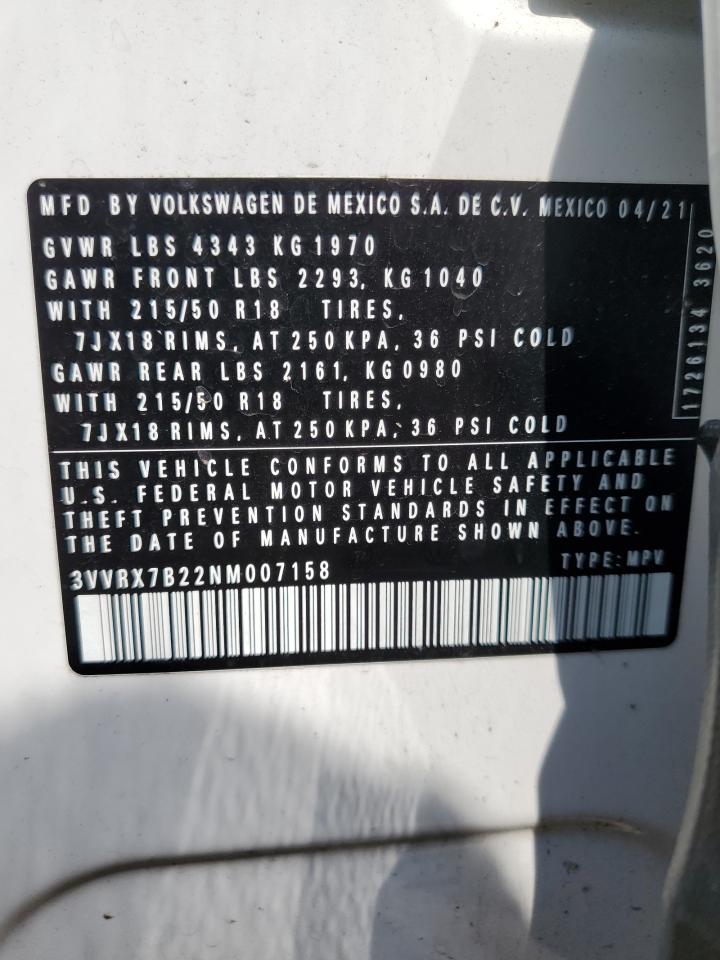 MFD BY VOLKSWAGEN DE MEXICO S.A. DE C.V. MEXICO 04/21
GVWR LBS 4343 KG 1970
GAWR FRONT LBS 2293, KG 1040
WITH 215/50 R18 TIRES,
7JX18 RIMS, AT 250 KPA, 36 PSI COLD
GAWR REAR LBS 2161, KG 0980
WITH 215/50 R18 TIRES,
7JX18 RIMS, AT 250 KPA, 36 PSI COLD
THIS VEHICLE CONFORMS TO ALL APPLICABLE
U.S. FEDERAL MOTOR VEHICLE SAFETY AND
THEFT PREVENTION STANDARDS IN EFFECT ON
THE DATE OF MANUFACTURE SHOWN ABOVE.
3VVRX7B22NM007158 TYPE: MPV
1726134 3620